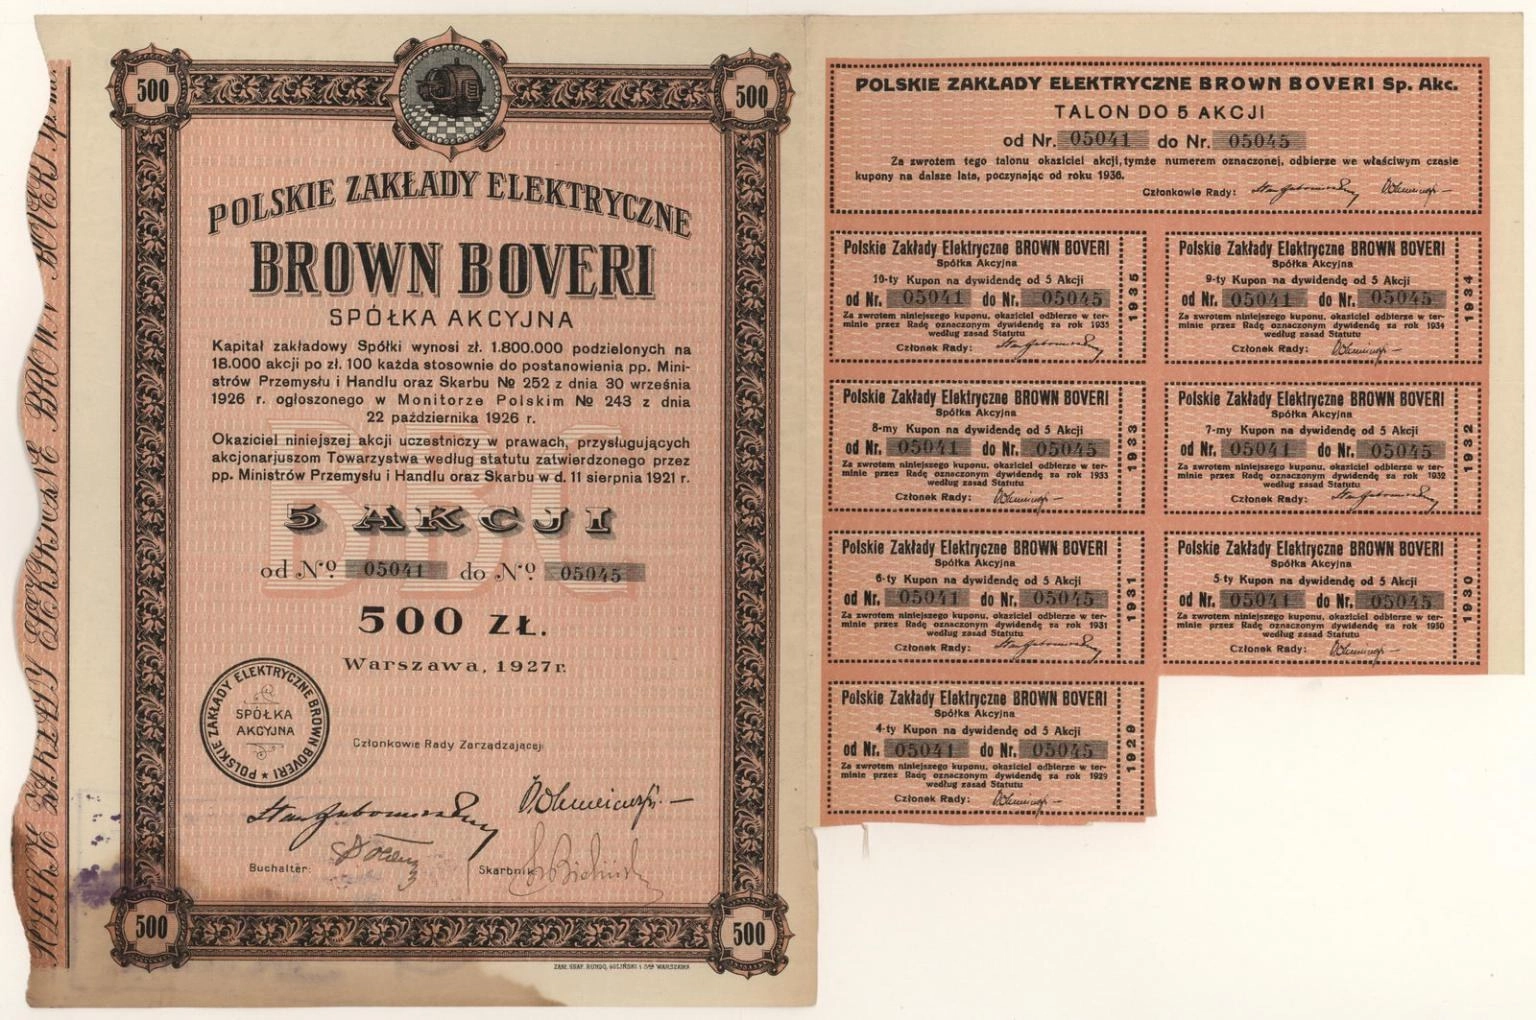 500
500
POLSKIE ZAKŁADY ELEKTRYCZNE
BROWN BOVERI
SPÓŁKA AKCYJNA
Kapitał zakładowy Spółki wynosi zł. 1.800.000 podzielonych na
18.000 akcji po zł. 100 każda stosownie do postanowienia pp. Mini-
strów Przemysłu i Handlu oraz Skarbu № 252 z dnia 30 września
1926 r. ogłoszonego w Monitorze Polskim № 243 z dnia
22 października 1926 r.
Okaziciel niniejszej akcji uczestniczy w prawach, przysługujących
akcjonarjuszom Towarzystwa według statutu zatwierdzonego przez
pp. Ministrów Przemysłu i Handlu oraz Skarbu w d. 11 sierpnia 1921 r.
BBC
5 AKCJI
od № 05041 do № 05045
500 ZŁ.
Warszawa, 1927 r.
POLSKIE ZAKŁADY ELEKTRYCZNE BROWN BOVERI
SPÓŁKA
AKCYJNA
Członkowie Rady Zarządzającej:
Buchalter:
Skarbnik
500
500
ZAKŁ. GRAF. WARSZAWA
POLSKIE ZAKŁADY ELEKTRYCZNE BROWN BOVERI Sp. Akc.
TALON DO 5 AKCJI
od Nr. 05041 do Nr. 05045
Za zwrotem tego talonu okaziciel akcji, tymże numerem oznaczonej, odbierze we właściwym czasie
kupony na dalsze lata, począynając od roku 1936.
Członkowie Rady:
Polskie Zakłady Elektryczne BROWN BOVERI
Spółka Akcyjna
10-ty Kupon na dywidendę od 5 Akcji
od Nr. 05041 do Nr. 05045
Za zwrotem niniejszego kuponu, okaziciel odbierze w ter-
minie przez Radę oznaczonym dywidendę za rok 1935
według zasad Statutu
Członek Rady:
1935
Polskie Zakłady Elektryczne BROWN BOVERI
Spółka Akcyjna
9-ty Kupon na dywidendę od 5 Akcji
od Nr. 05041 do Nr. 05045
Za zwrotem niniejszego kuponu, okaziciel odbierze w ter-
minie przez Radę oznaczonym dywidendę za rok 1934
według zasad Statutu
Członek Rady:
1934
Polskie Zakłady Elektryczne BROWN BOVERI
Spółka Akcyjna
8-my Kupon na dywidendę od 5 Akcji
od Nr. 05041 do Nr. 05045
Za zwrotem niniejszego kuponu, okaziciel odbierze w ter-
minie przez Radę oznaczonym dywidendę za rok 1933
według zasad Statutu
Członek Rady:
1933
Polskie Zakłady Elektryczne BROWN BOVERI
Spółka Akcyjna
7-my Kupon na dywidendę od 5 Akcji
od Nr. 05041 do Nr. 05045
Za zwrotem niniejszego kuponu, okaziciel odbierze w ter-
minie przez Radę oznaczonym dywidendę za rok 1932
według zasad Statutu
Członek Rady:
1932
Polskie Zakłady Elektryczne BROWN BOVERI
Spółka Akcyjna
6-ty Kupon na dywidendę od 5 Akcji
od Nr. 05041 do Nr. 05045
Za zwrotem niniejszego kuponu, okaziciel odbierze w ter-
minie przez Radę oznaczonym dywidendę za rok 1931
według zasad Statutu
Członek Rady:
1931
Polskie Zakłady Elektryczne BROWN BOVERI
Spółka Akcyjna
5-ty Kupon na dywidendę od 5 Akcji
od Nr. 05041 do Nr. 05045
Za zwrotem niniejszego kuponu, okaziciel odbierze w ter-
minie przez Radę oznaczonym dywidendę za rok 1930
według zasad Statutu
Członek Rady:
1930
Polskie Zakłady Elektryczne BROWN BOVERI
Spółka Akcyjna
4-ty Kupon na dywidendę od 5 Akcji
od Nr. 05041 do Nr. 05045
Za zwrotem niniejszego kuponu, okaziciel odbierze w ter-
minie przez Radę oznaczonym dywidendę za rok 1929
według zasad Statutu
Członek Rady:
1929